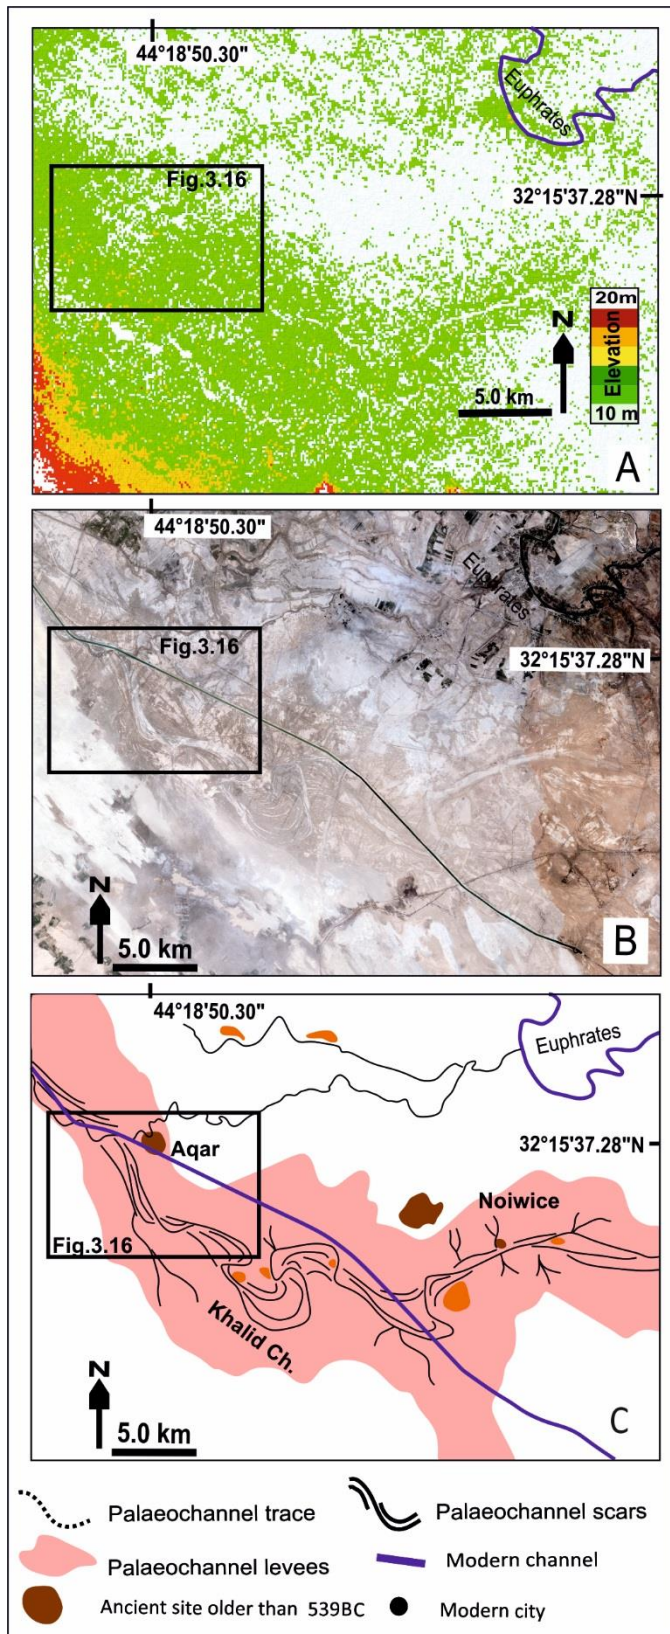 44°18'50.30"
Euphrates
Fig.3.16
32°15'37.28"N
20m
Elevation
10 m
N
5.0 km
A
44°18'50.30"
Euphrates
Fig.3.16
32°15'37.28"N
N
5.0 km
B
44°18'50.30"
Euphrates
32°15'37.28"N
Aqar
Noiwice
Fig.3.16
Khalid Ch.
N
5.0 km
C
Palaeochannel trace
Palaeochannel scars
Palaeochannel levees
Modern channel
Ancient site older than 539BC
Modern city